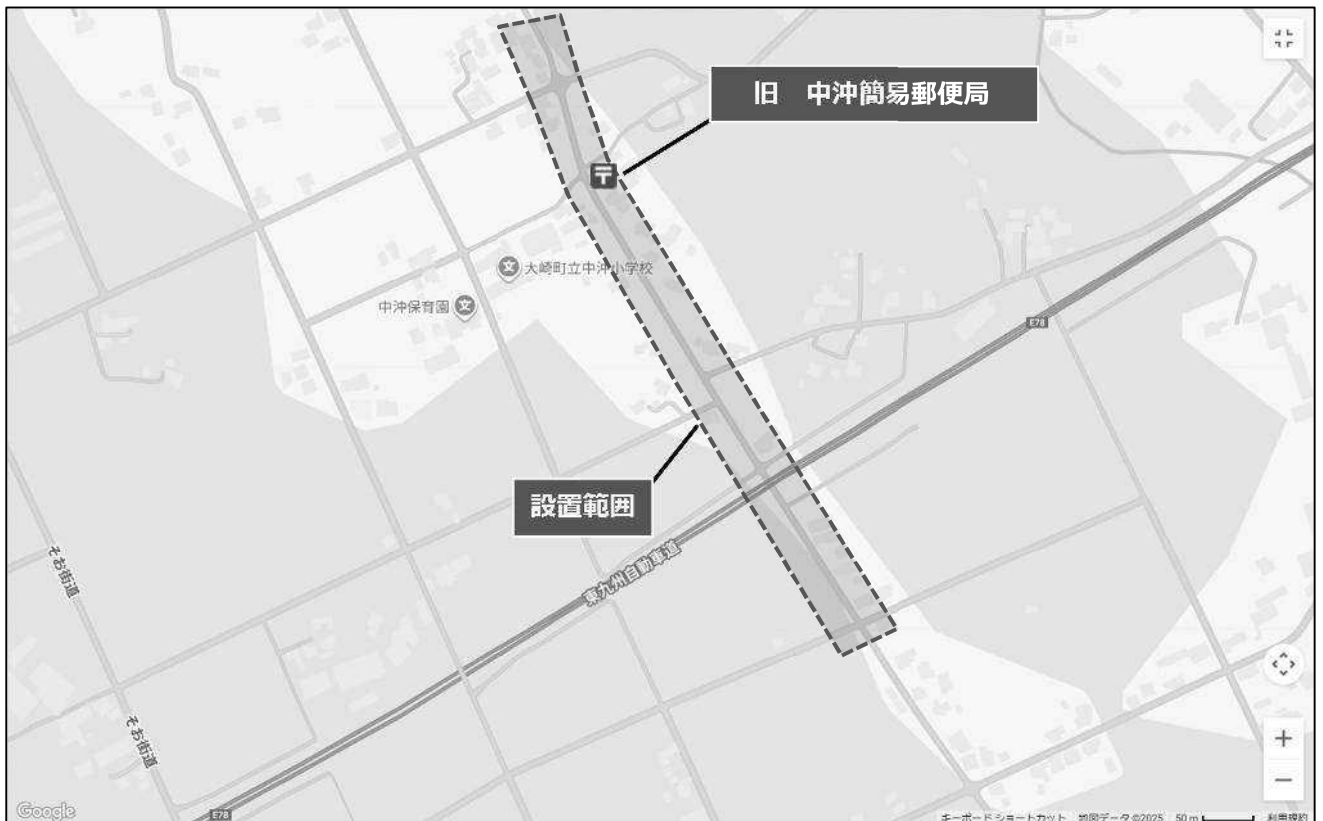 旧 中沖簡易郵便局
大崎町立中沖小学校
中沖保育園
E78
設置範囲
東九州自動車道
そお街道
そお街道
E78
Google
キーボード ショートカット 地図データ ©2025 50 m 利用規約